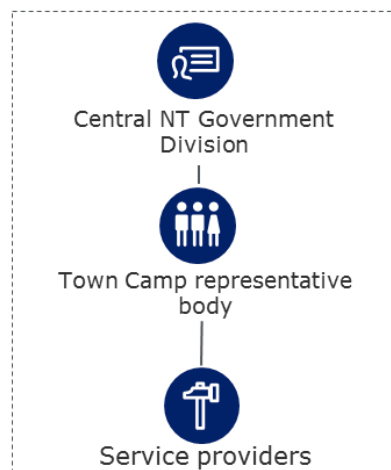 Central NT Government
Division
Town Camp representative
body
Service providers